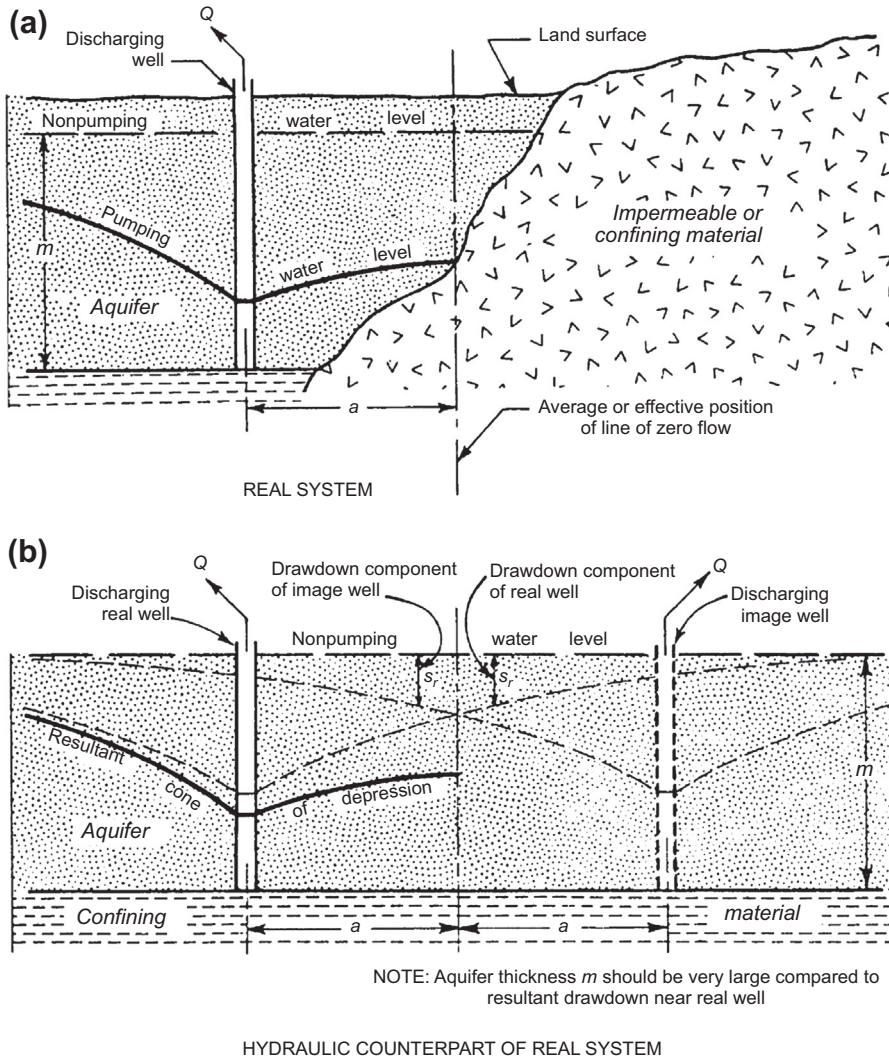 (a)
Q
Discharging
well
Land surface
Nonpumping water level
Pumping water level
m
Impermeable or
confining material
Aquifer
a
Average or effective position
of line of zero flow
REAL SYSTEM
(b)
Q
Discharging
real well
Drawdown component
of image well
Drawdown component
of real well
Q
Discharging
image well
Nonpumping water level
sr
sr
Resultant cone of depression
m
Aquifer
Confining material
a
a
NOTE: Aquifer thickness m should be very large compared to
resultant drawdown near real well
HYDRAULIC COUNTERPART OF REAL SYSTEM